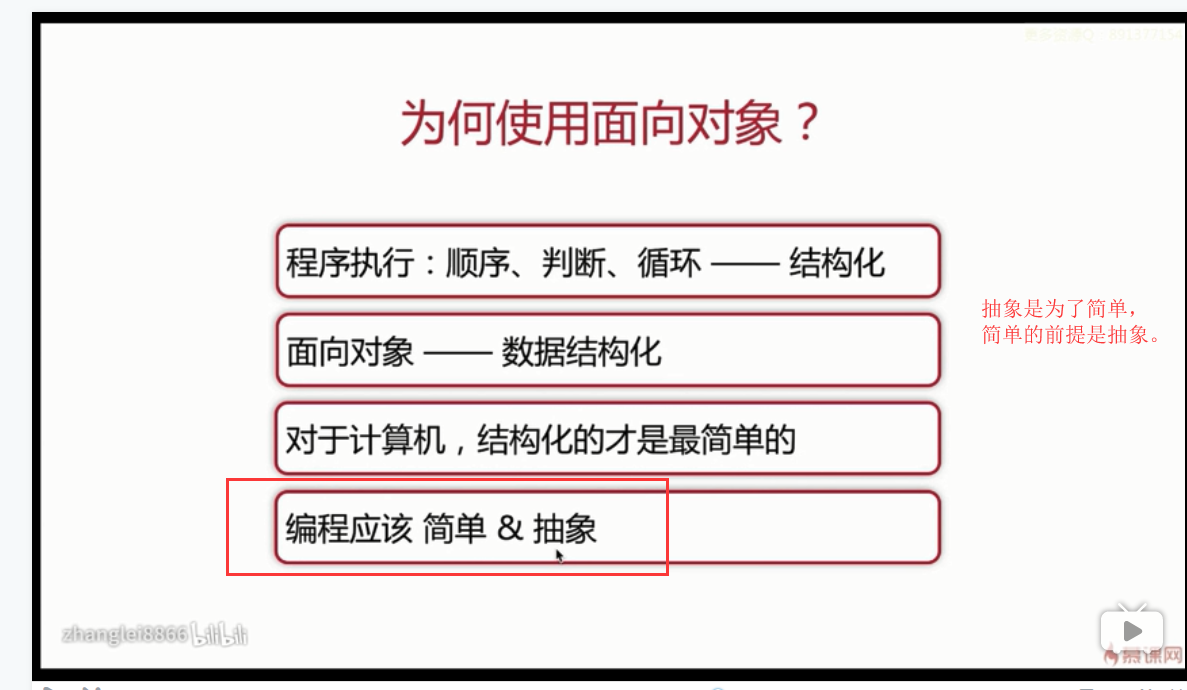 为何使用面向对象？
程序执行：顺序、判断、循环 —— 结构化
面向对象 —— 数据结构化
抽象是为了简单，
简单的前提是抽象。
对于计算机，结构化的才是最简单的
编程应该 简单 & 抽象
zhanglei8866 bilibili
慕课网